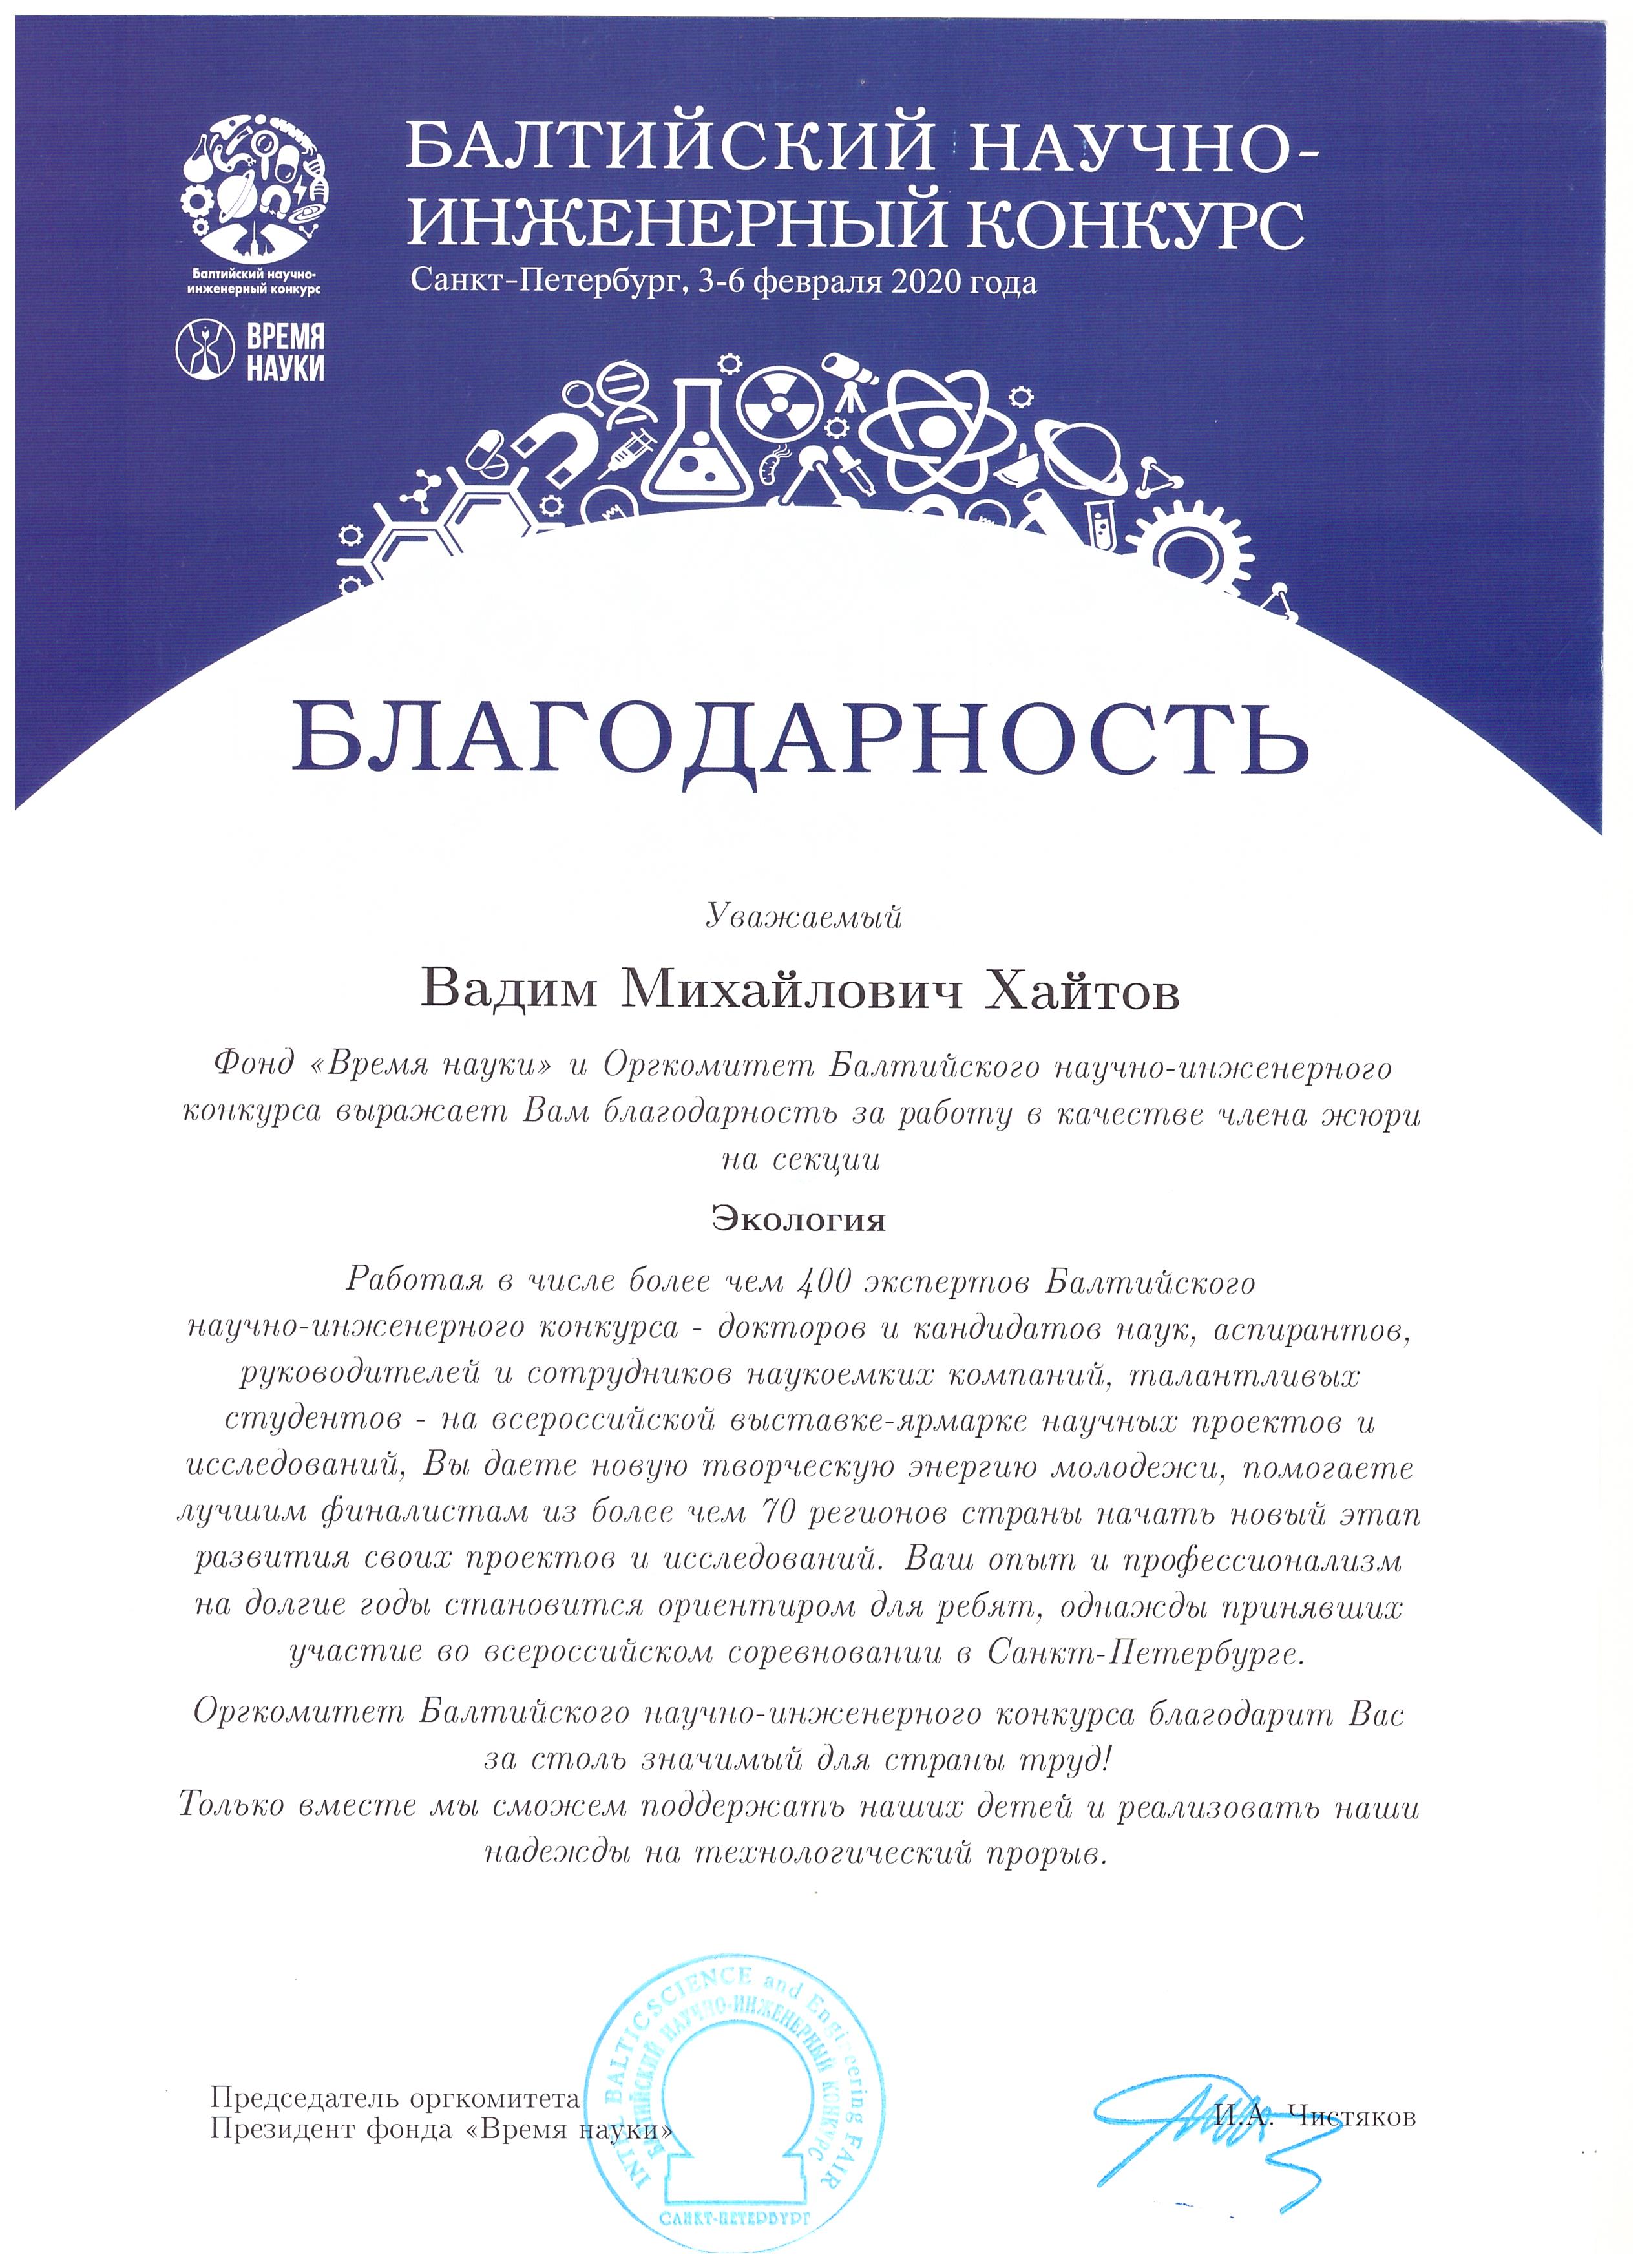 БАЛТИЙСКИЙ НАУЧНО-
ИНЖЕНЕРНЫЙ КОНКУРС
Санкт-Петербург, 3-6 февраля 2020 года
Балтийский научно-
инженерный конкурс
ВРЕМЯ
НАУКИ
БЛАГОДАРНОСТЬ
Уважаемый
Вадим Михайлович Хайтов
Фонд «Время науки» и Оргкомитет Балтийского научно-инженерного
конкурса выражает Вам благодарность за работу в качестве члена жюри
на секции
Экология
Работая в числе более чем 400 экспертов Балтийского
научно-инженерного конкурса - докторов и кандидатов наук, аспирантов,
руководителей и сотрудников наукоемких компаний, талантливых
студентов - на всероссийской выставке-ярмарке научных проектов и
исследований, Вы даете новую творческую энергию молодежи, помогаете
лучшим финалистам из более чем 70 регионов страны начать новый этап
развития своих проектов и исследований. Ваш опыт и профессионализм
на долгие годы становится ориентиром для ребят, однажды принявших
участие во всероссийском соревновании в Санкт-Петербурге.
Оргкомитет Балтийского научно-инженерного конкурса благодарит Вас
за столь значимый для страны труд!
Только вместе мы сможем поддержать наших детей и реализовать наши
надежды на технологический прорыв.
Председатель оргкомитета
Президент фонда «Время науки»
И.А. Чистяков
INTEL BALTIC SCIENCE and Engineering FAIR
БАЛТИЙСКИЙ НАУЧНО-ИНЖЕНЕРНЫЙ КОНКУРС
САНКТ-ПЕТЕРБУРГ